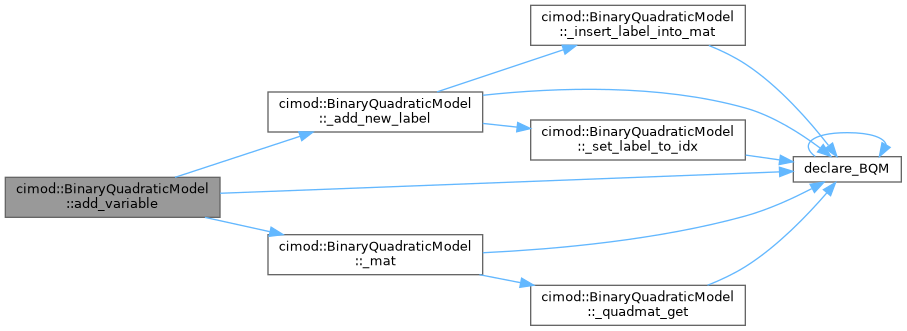 cimod::BinaryQuadraticModel
::add_variable
cimod::BinaryQuadraticModel
::_add_new_label
cimod::BinaryQuadraticModel
::_mat
cimod::BinaryQuadraticModel
::_insert_label_into_mat
cimod::BinaryQuadraticModel
::_set_label_to_idx
cimod::BinaryQuadraticModel
::_quadmat_get
declare_BQM